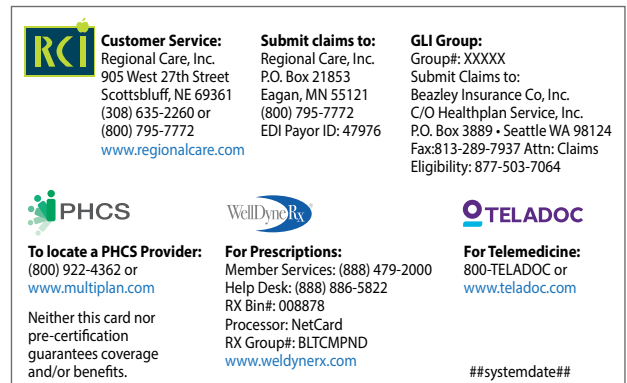 RCI
Customer Service:
Regional Care, Inc.
905 West 27th Street
Scottsbluff, NE 69361
(308) 635-2260 or
(800) 795-7772
www.regionalcare.com
Submit claims to:
Regional Care, Inc.
P.O. Box 21853
Eagan, MN 55121
(800) 795-7772
EDI Payor ID: 47976
GLI Group:
Group#: XXXXX
Submit Claims to:
Beazley Insurance Co, Inc.
C/O Healthplan Service, Inc.
P.O. Box 3889 • Seattle WA 98124
Fax:813-289-7937 Attn: Claims
Eligibility: 877-503-7064
PHCS
To locate a PHCS Provider:
(800) 922-4362 or
www.multiplan.com
Neither this card nor
pre-certification
guarantees coverage
and/or benefits.
WellDyneRx
For Prescriptions:
Member Services: (888) 479-2000
Help Desk: (888) 886-5822
RX Bin#: 008878
Processor: NetCard
RX Group#: BLTCMPND
www.weldynerx.com
TELADOC
For Telemedicine:
800-TELADOC or
www.teladoc.com
##systemdate##